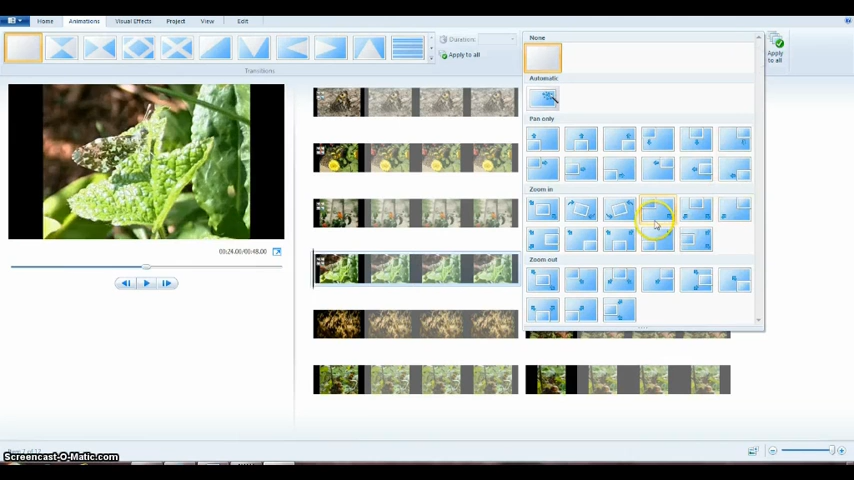 Home Animations Visual Effects Project View Edit
Duration:
Apply to all
Transitions
None
Automatic
Pan only
Zoom in
Zoom out
Apply
to all
00:24.00/00:48.00
Screencast-O-Matic.com